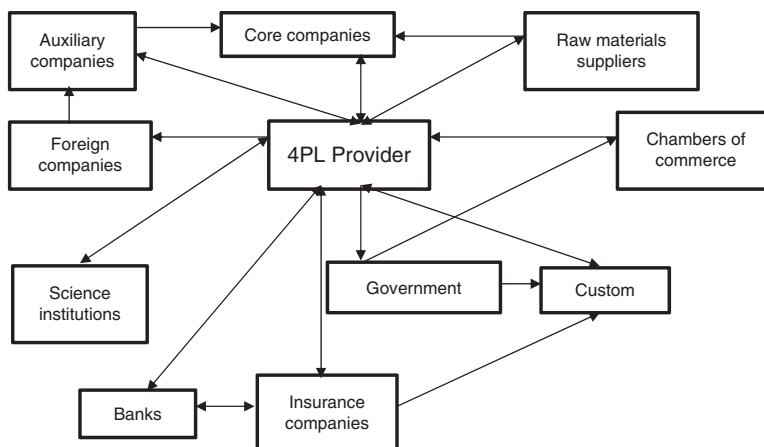 Auxiliary
companies
Core companies
Raw materials
suppliers
Foreign
companies
4PL Provider
Chambers of
commerce
Science
institutions
Government
Custom
Banks
Insurance
companies